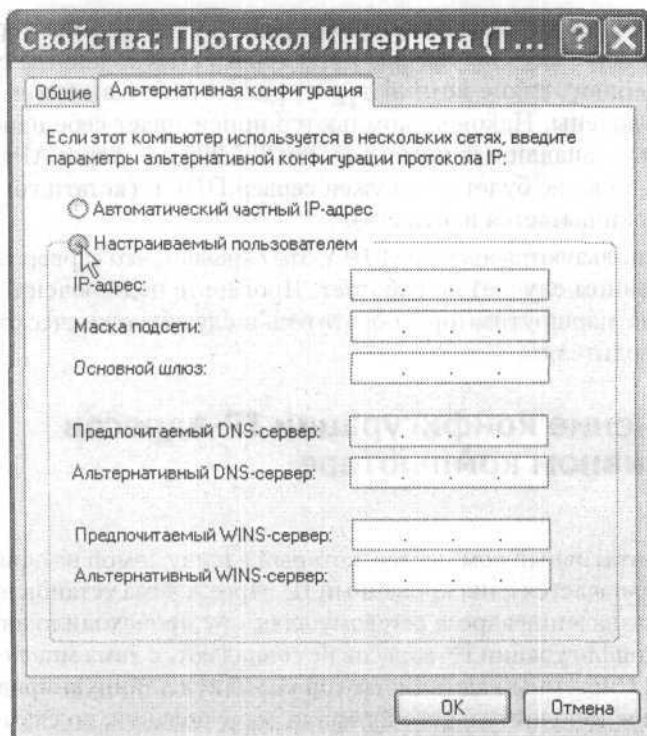 Свойства: Протокол Интернета (Т...
Общие
Альтернативная конфигурация
Если этот компьютер используется в нескольких сетях, введите
параметры альтернативной конфигурации протокола IP:
Автоматический частный IP-адрес
Настраиваемый пользователем
IP-адрес:
Маска подсети:
Основной шлюз:
Предпочитаемый DNS-сервер:
Альтернативный DNS-сервер:
Предпочитаемый WINS-сервер:
Альтернативный WINS-сервер:
OK
Отмена